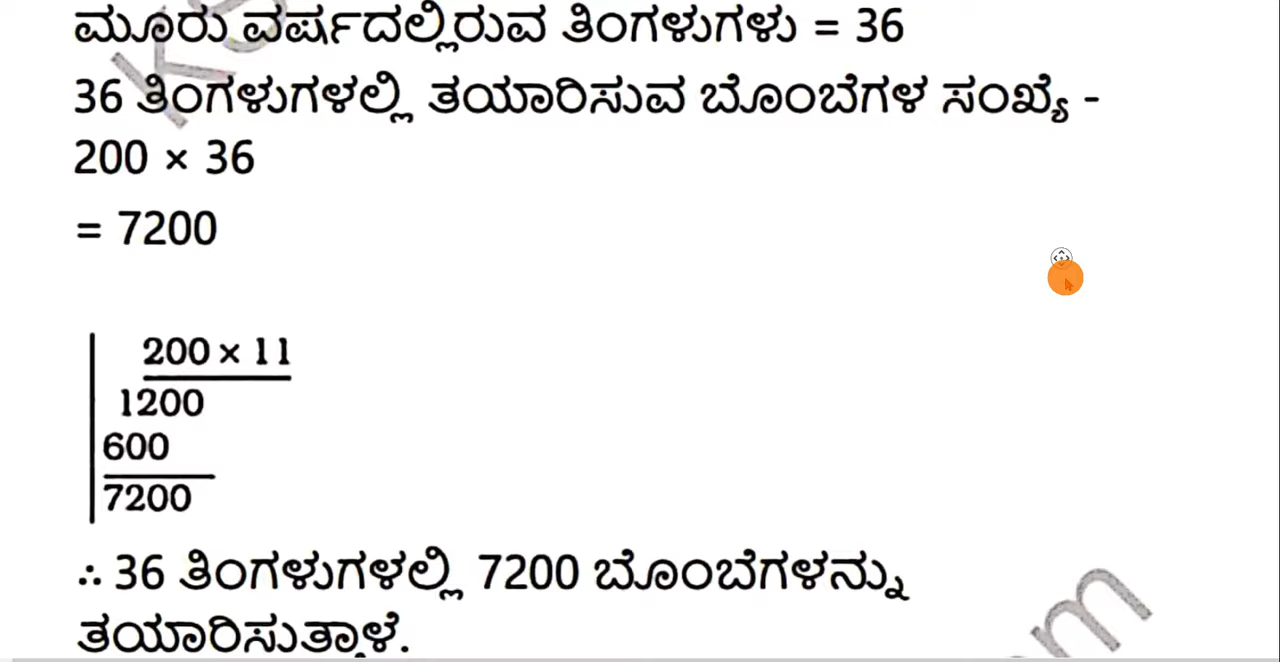 ಮೂರು ವರ್ಷದಲ್ಲಿರುವ ತಿಂಗಳುಗಳು = 36
36 ತಿಂಗಳುಗಳಲ್ಲಿ ತಯಾರಿಸುವ ಬೊಂಬೆಗಳ ಸಂಖ್ಯೆ -
200 × 36
= 7200
200 × 11
1200
600
7200
∴ 36 ತಿಂಗಳುಗಳಲ್ಲಿ 7200 ಬೊಂಬೆಗಳನ್ನು
ತಯಾರಿಸುತ್ತಾಳೆ.